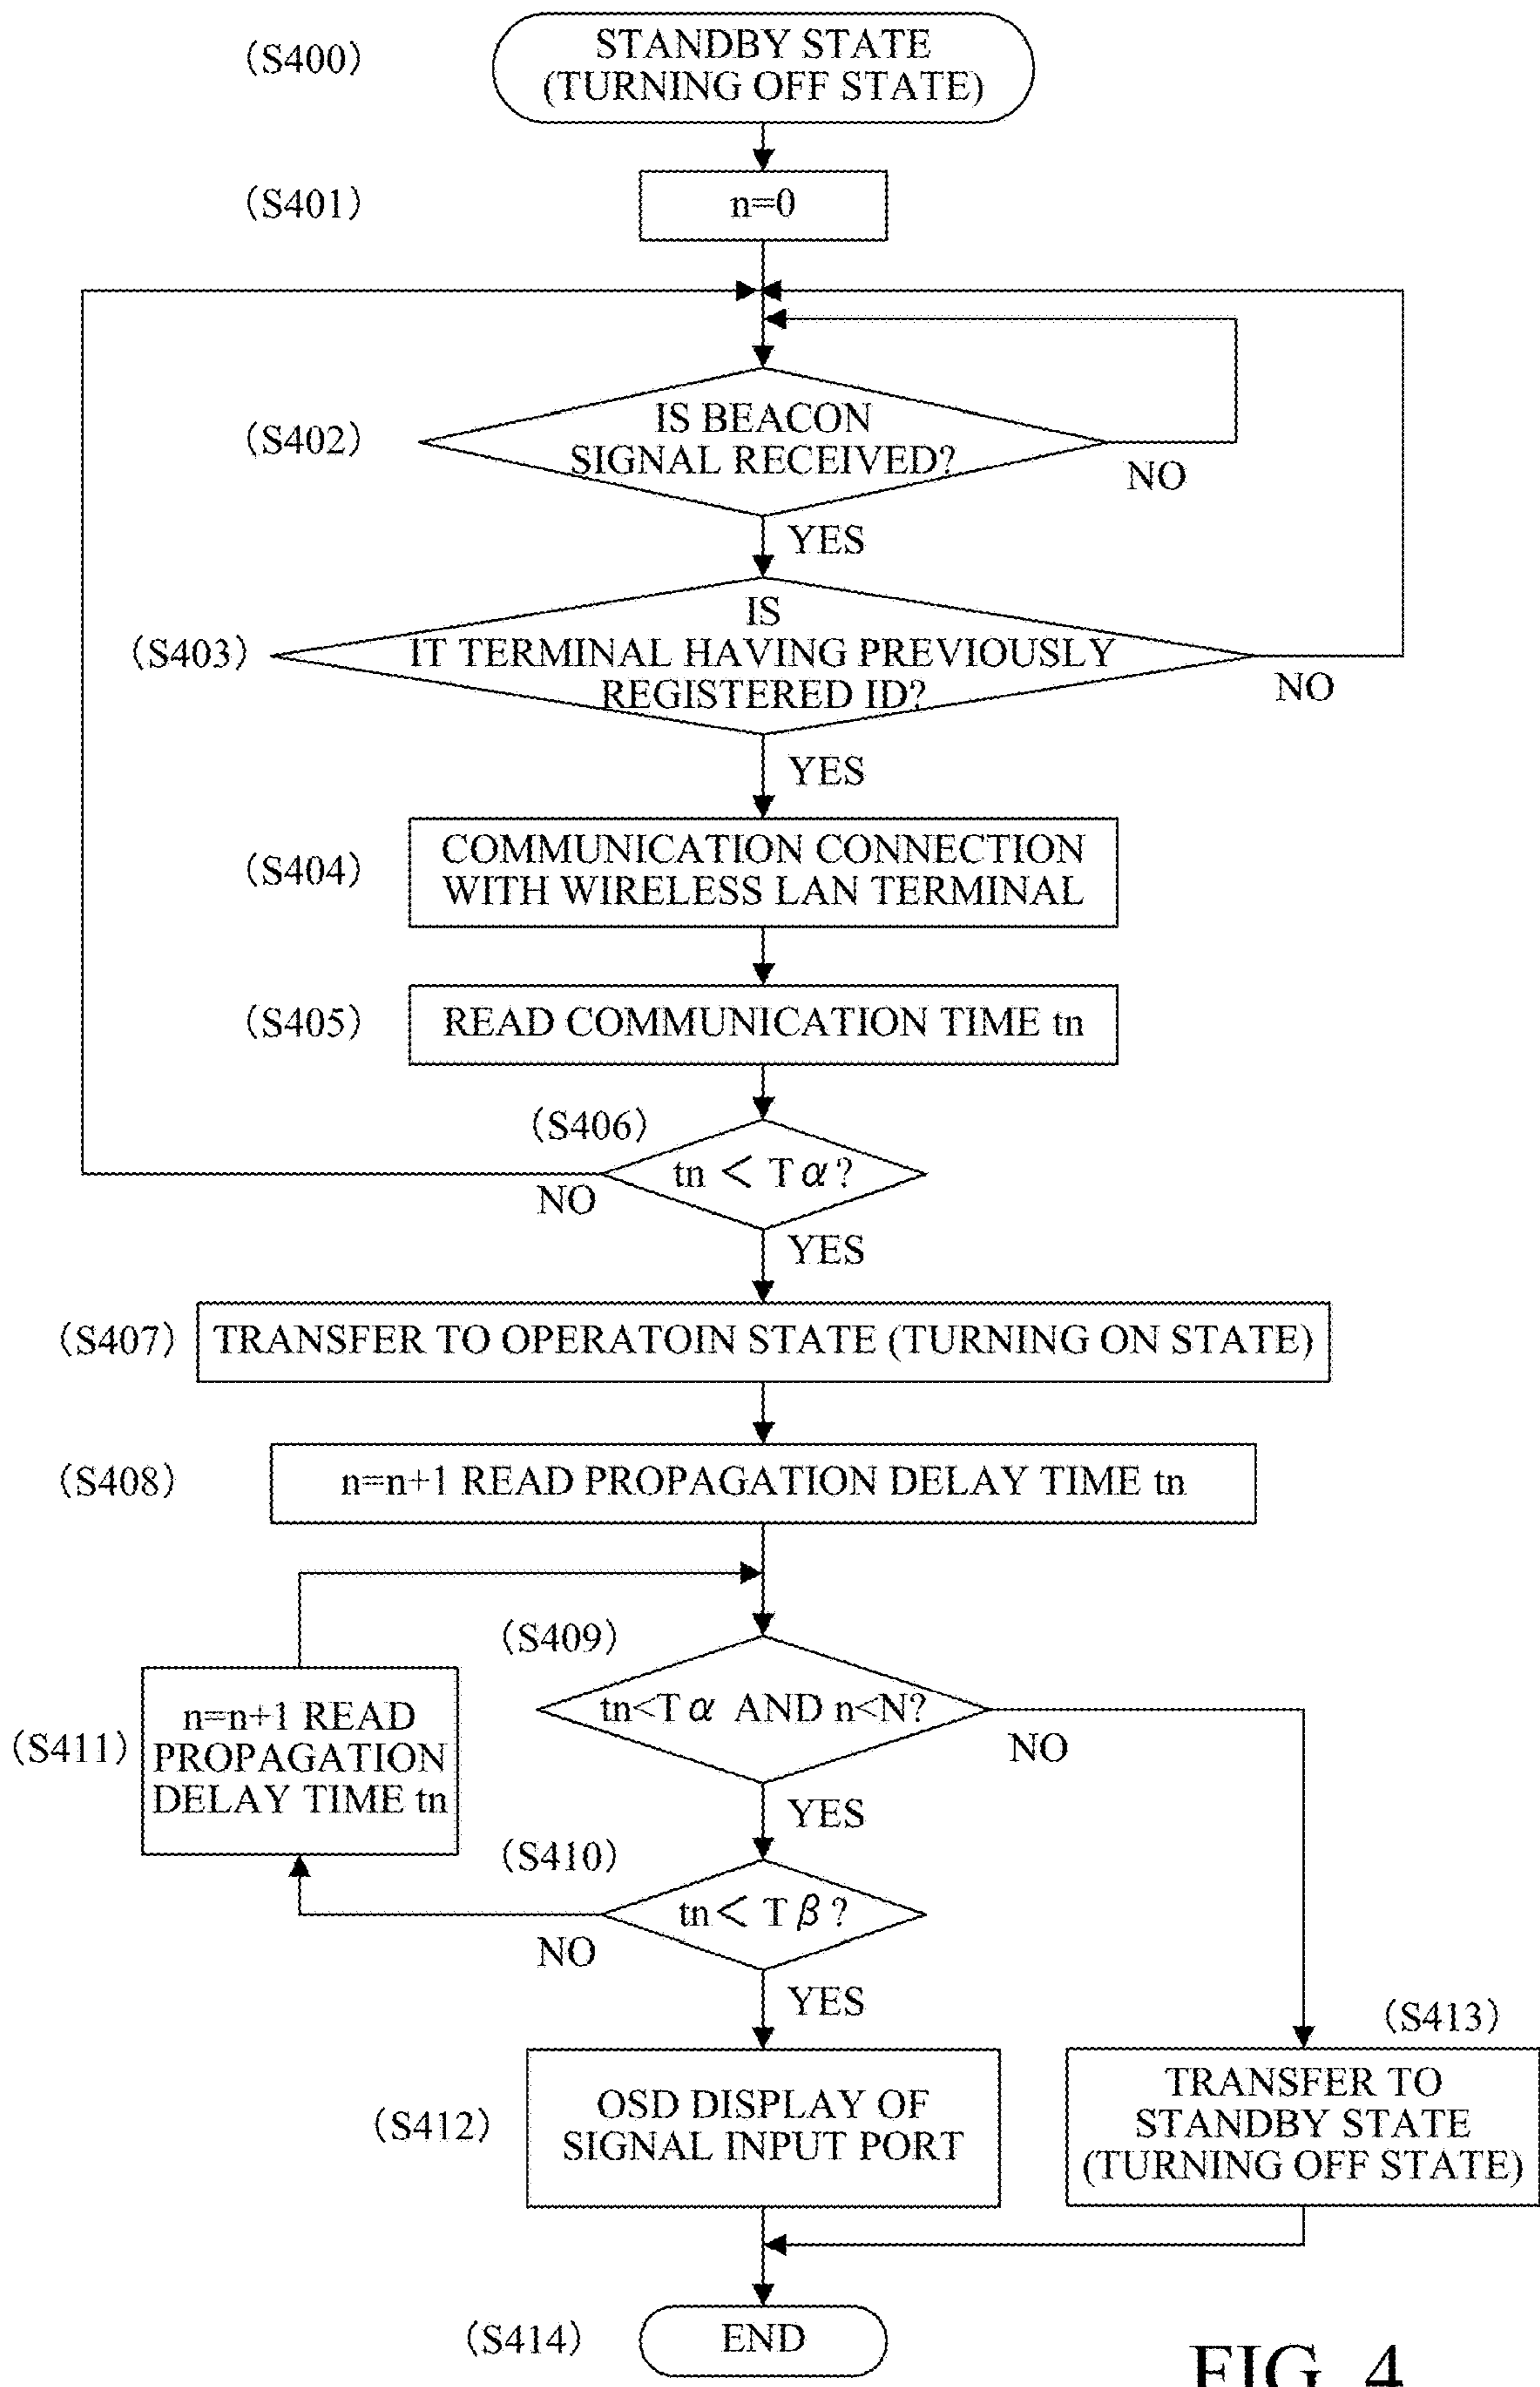 (S400)
STANDBY STATE
(TURNING OFF STATE)
(S401)
n=0
(S402)
IS BEACON
SIGNAL RECEIVED?
NO
YES
(S403)
IS
IT TERMINAL HAVING PREVIOUSLY
REGISTERED ID?
NO
YES
(S404)
COMMUNICATION CONNECTION
WITH WIRELESS LAN TERMINAL
(S405)
READ COMMUNICATION TIME tn
(S406)
tn < Tα?
NO
YES
(S407)
TRANSFER TO OPERATOIN STATE (TURNING ON STATE)
(S408)
n=n+1 READ PROPAGATION DELAY TIME tn
(S409)
tn<Tα AND n<N?
NO
YES
(S411)
n=n+1 READ
PROPAGATION
DELAY TIME tn
(S410)
tn < Tβ?
NO
YES
(S412)
OSD DISPLAY OF
SIGNAL INPUT PORT
(S413)
TRANSFER TO
STANDBY STATE
(TURNING OFF STATE)
(S414)
END
FIG. 4